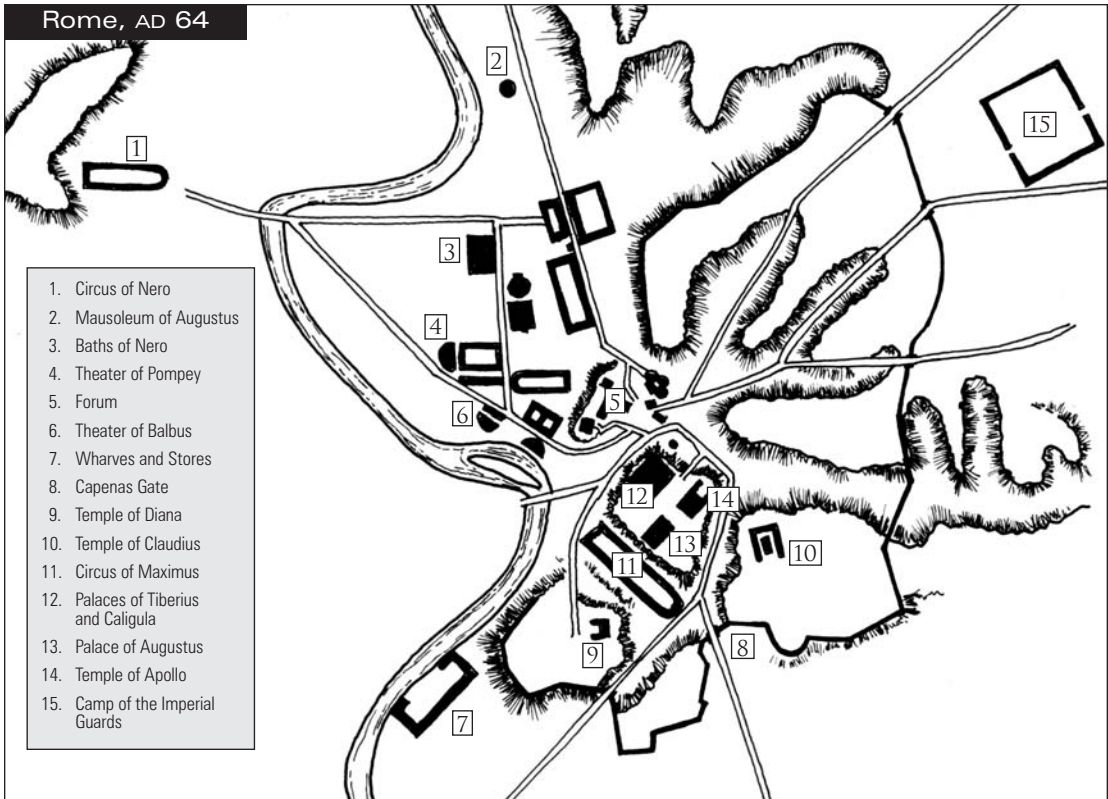 Rome, AD 64
2
15
1
3
4
5
6
12
14
13
10
11
9
8
7
1. Circus of Nero
2. Mausoleum of Augustus
3. Baths of Nero
4. Theater of Pompey
5. Forum
6. Theater of Balbus
7. Wharves and Stores
8. Capenas Gate
9. Temple of Diana
10. Temple of Claudius
11. Circus of Maximus
12. Palaces of Tiberius
and Caligula
13. Palace of Augustus
14. Temple of Apollo
15. Camp of the Imperial
Guards